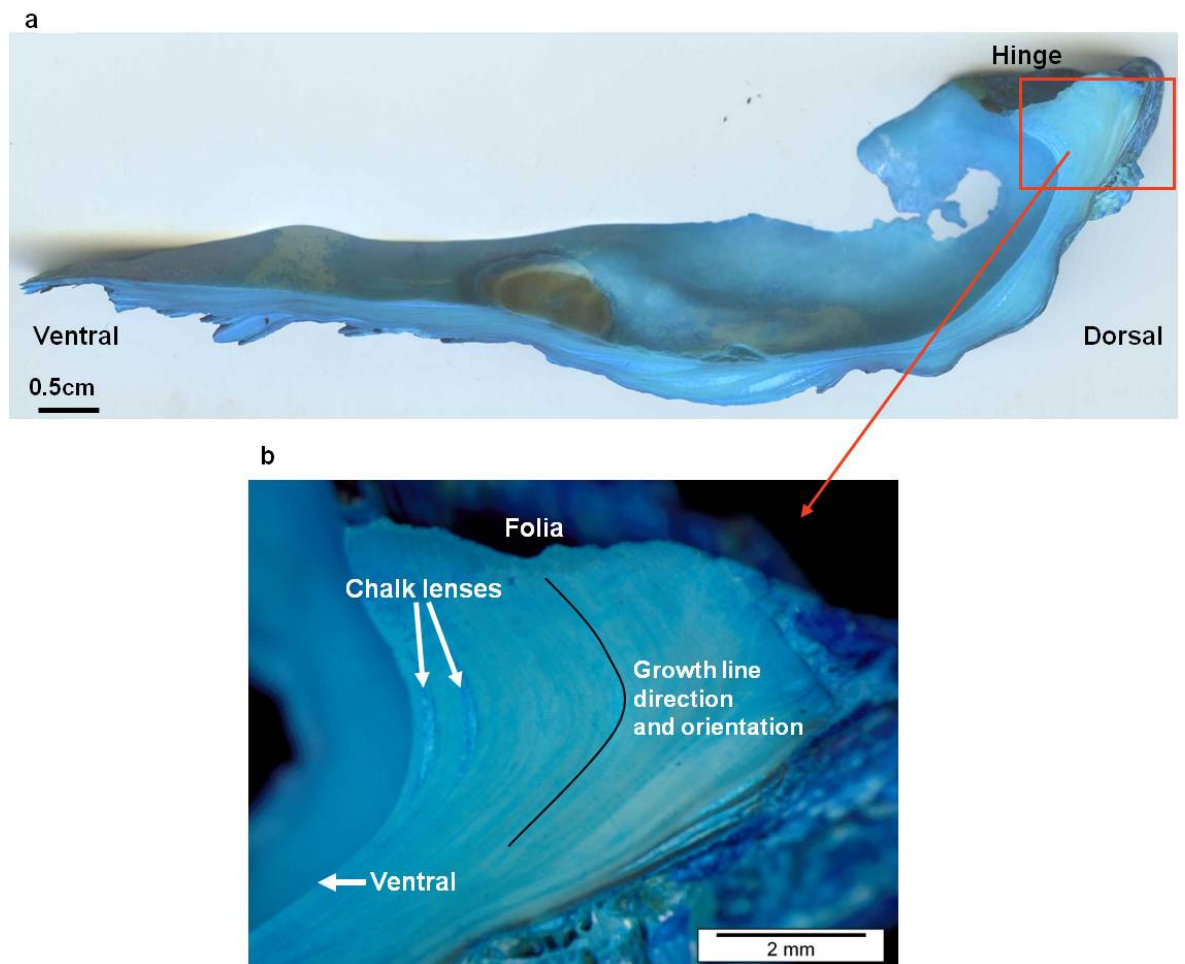 a
Hinge
Ventral
Dorsal
0.5cm
b
Folia
Chalk lenses
Growth line
direction
and orientation
Ventral
2 mm